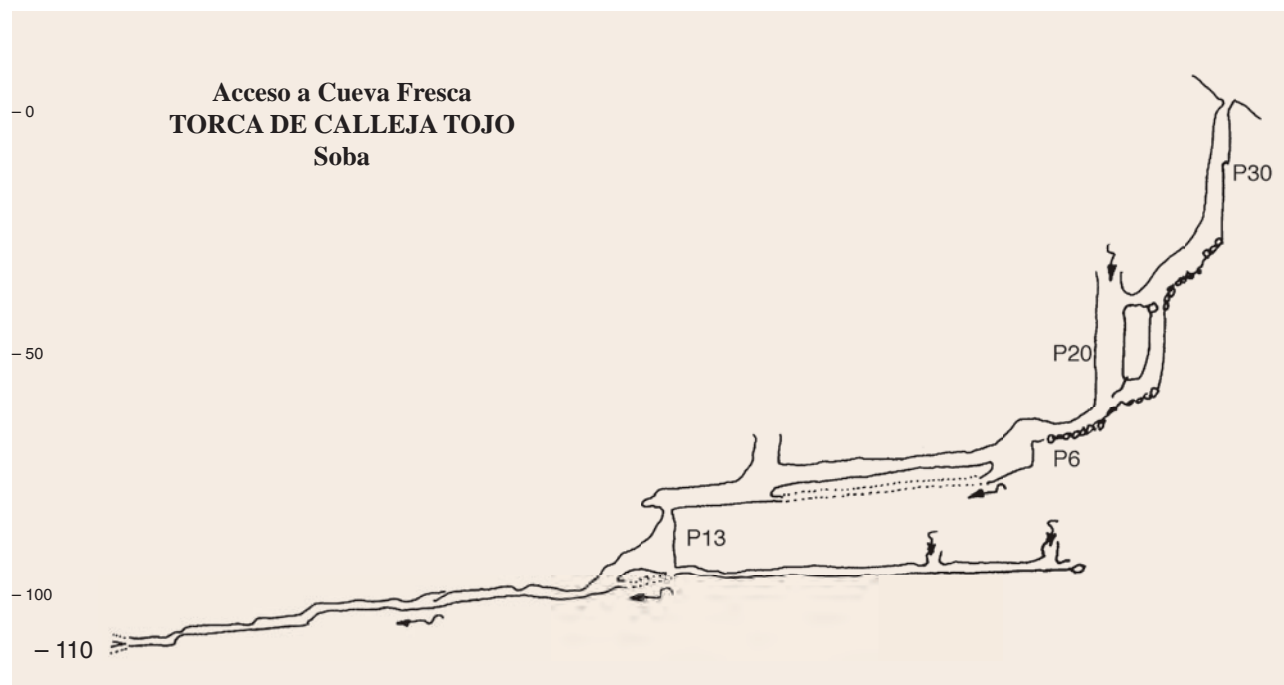 Acceso a Cueva Fresca
TORCA DE CALLEJA TOJO
Soba
– 0
P30
– 50
P20
P6
P13
– 100
– 110